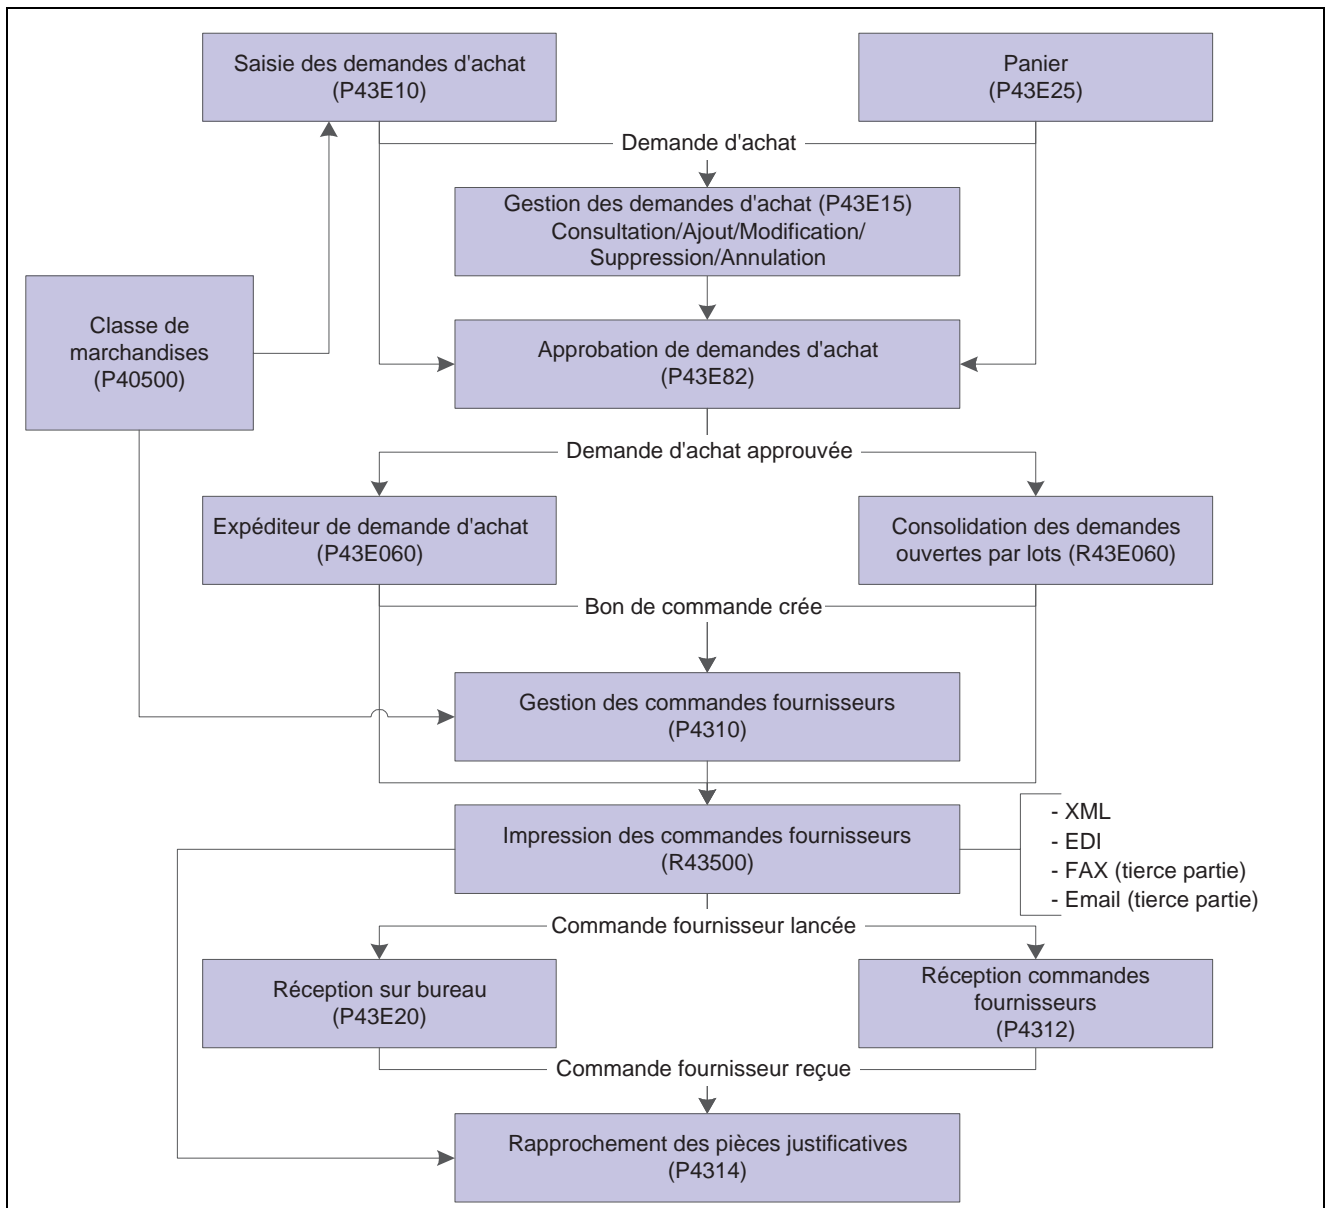 Saisie des demandes d'achat
(P43E10)
Panier
(P43E25)
Demande d'achat
Gestion des demandes d'achat (P43E15)
Consultation/Ajout/Modification/
Suppression/Annulation
Classe de
marchandises
(P40500)
Approbation de demandes d'achat
(P43E82)
Demande d'achat approuvée
Expéditeur de demande d'achat
(P43E060)
Consolidation des demandes
ouvertes par lots (R43E060)
Bon de commande crée
Gestion des commandes fournisseurs
(P4310)
Impression des commandes fournisseurs
(R43500)
- XML
- EDI
- FAX (tierce partie)
- Email (tierce partie)
Commande fournisseur lancée
Réception sur bureau
(P43E20)
Réception commandes
fournisseurs
(P4312)
Commande fournisseur reçue
Rapprochement des pièces justificatives
(P4314)